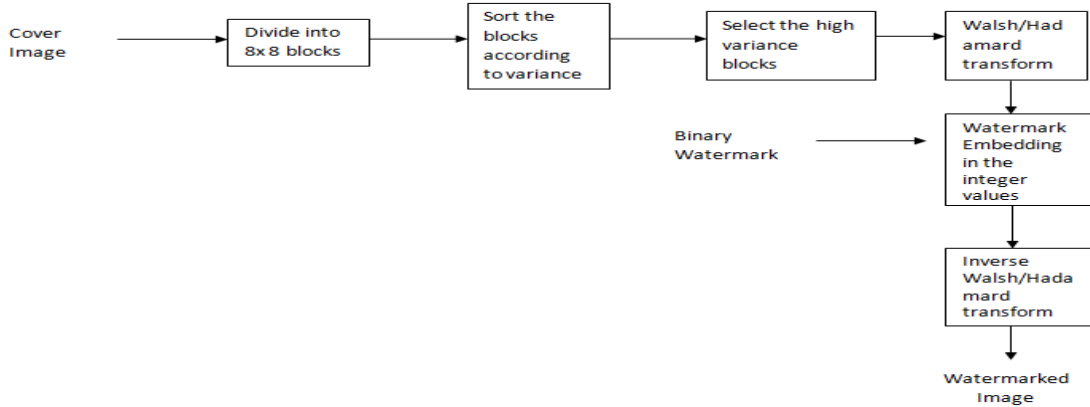 Cover
Image
Divide into
8x 8 blocks
Sort the
blocks
according
to variance
Select the high
variance
blocks
Walsh/Had
amard
transform
Binary
Watermark
Watermark
Embedding
in the
integer
values
Inverse
Walsh/Hada
mard
transform
Watermarked
Image